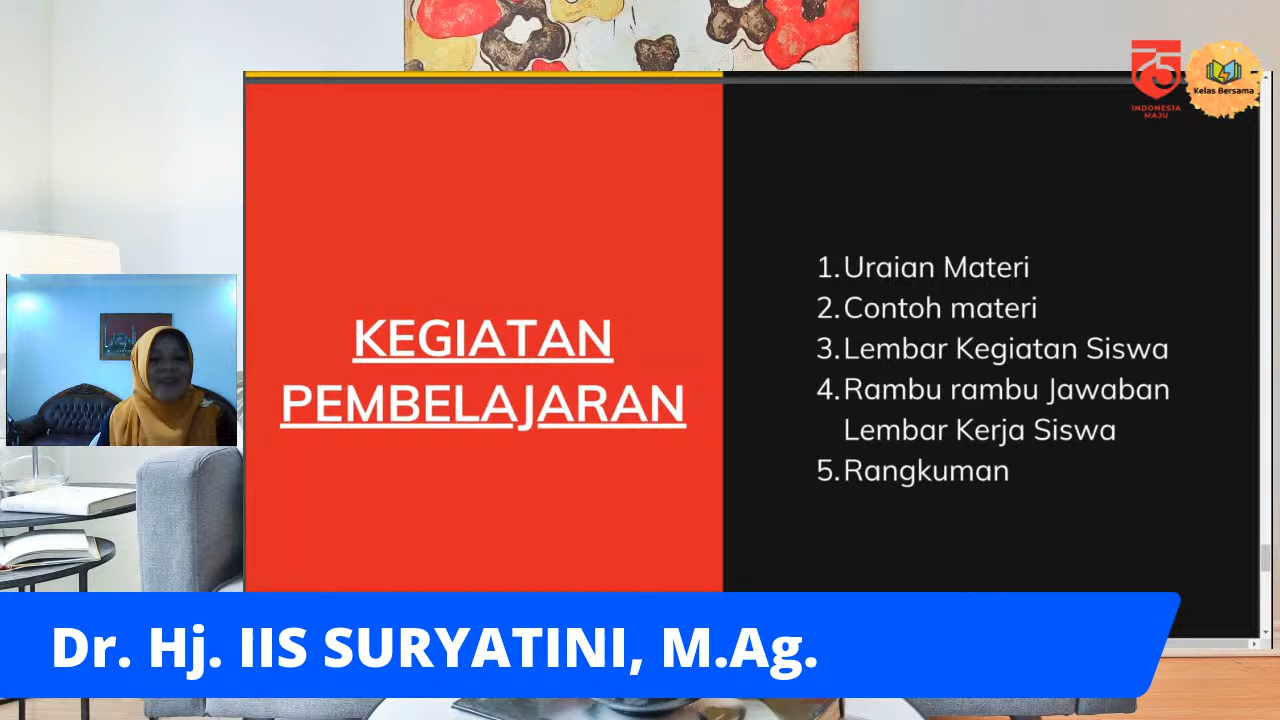 75
INDONESIA
MAJU
Kelas Bersama
KEGIATAN
PEMBELAJARAN
1. Uraian Materi
2. Contoh materi
3. Lembar Kegiatan Siswa
4. Rambu rambu Jawaban
Lembar Kerja Siswa
5. Rangkuman
Dr. Hj. IIS SURYATINI, M.Ag.